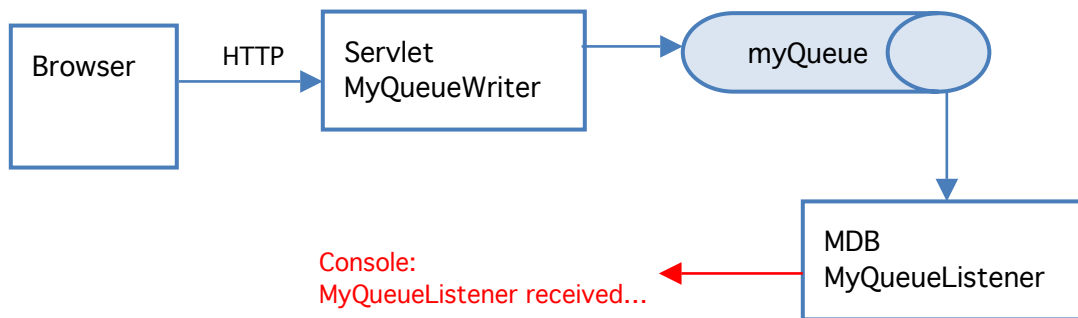 Browser
HTTP
Servlet
MyQueueWriter
myQueue
MDB
MyQueueListener
Console:
MyQueueListener received...